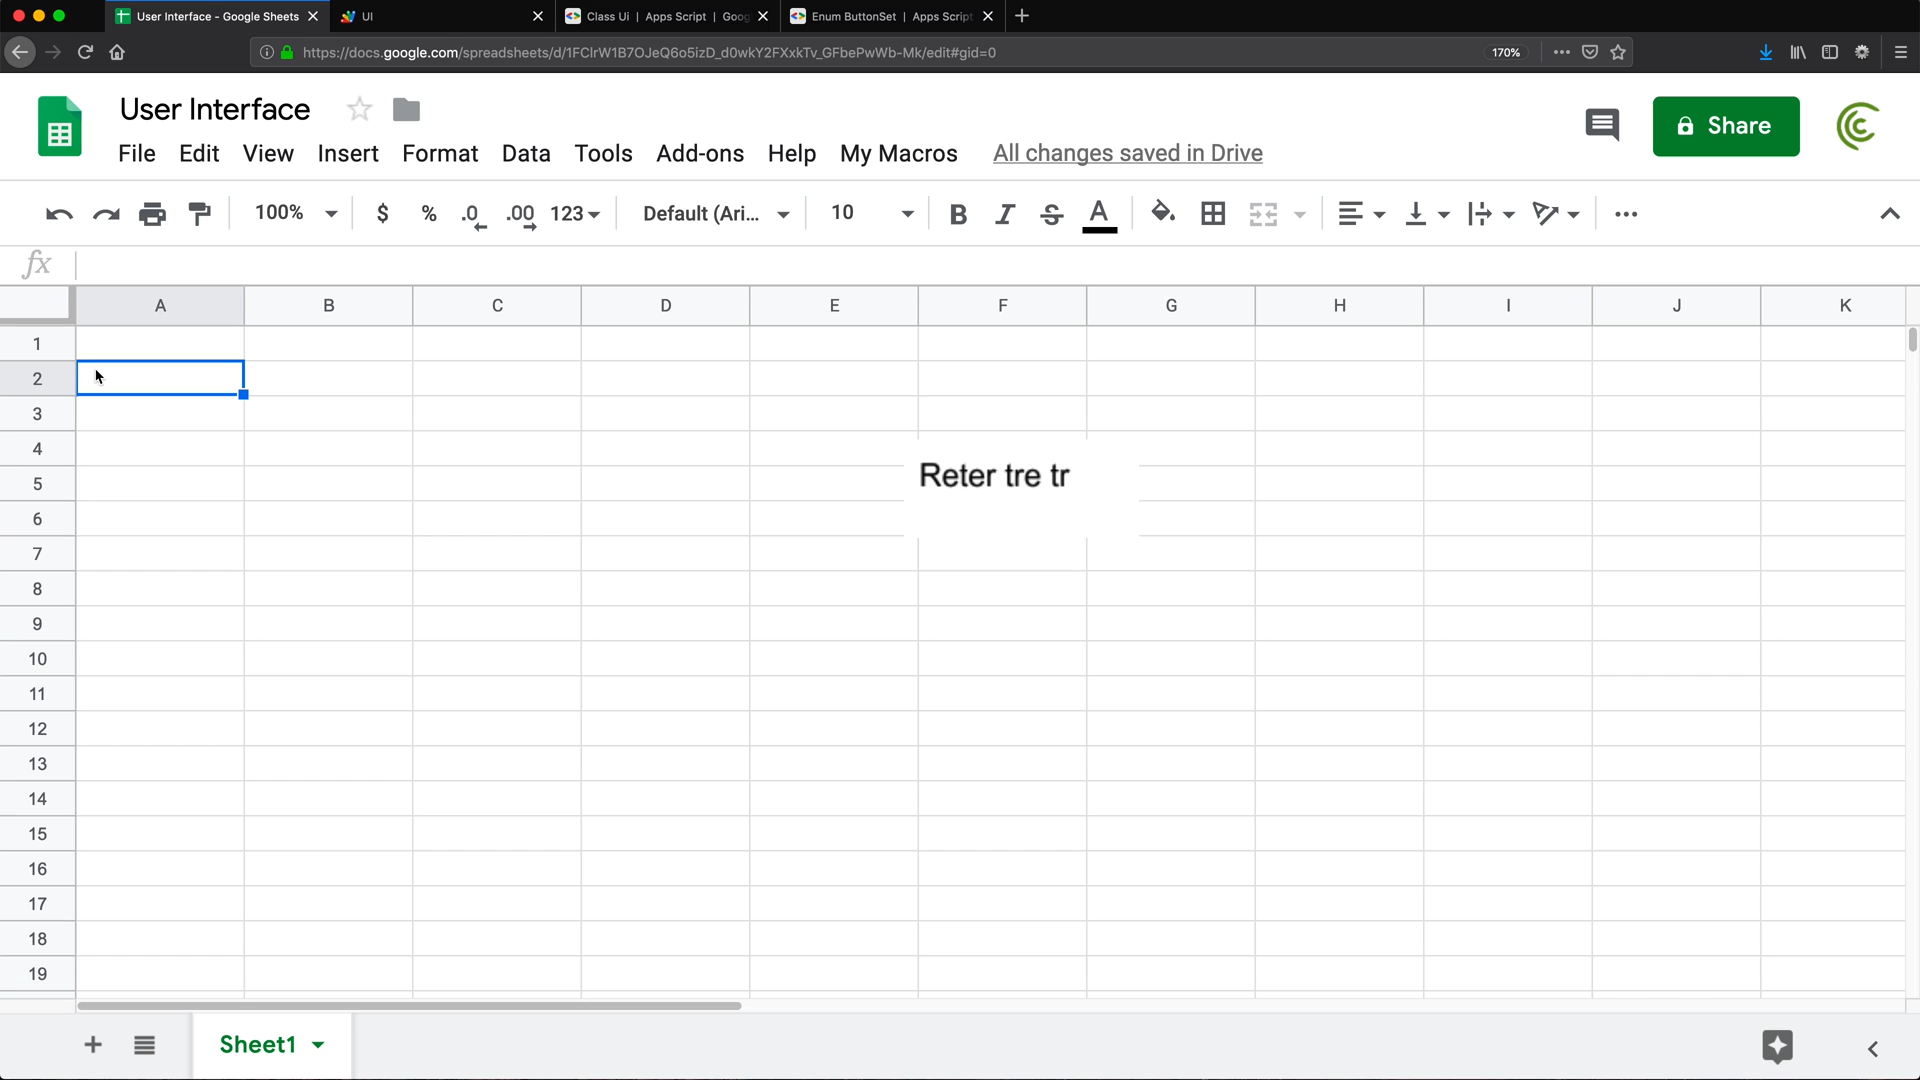 User Interface - Google Sheets
UI
Class Ui | Apps Script | Goog
Enum ButtonSet | Apps Script
https://docs.google.com/spreadsheets/d/1FClrW1B7OJeQ6o5izD_d0wkY2FXxkTv_GFbePwWb-Mk/edit#gid=0
170%
User Interface
File Edit View Insert Format Data Tools Add-ons Help My Macros All changes saved in Drive
Share
100% $ % .0 .00 123 Default (Ari... 10 B I S A
fx
A B C D E F G H I J K
1
2
3
4
Reter tre tr
5
6
7
8
9
10
11
12
13
14
15
16
17
18
19
Sheet1